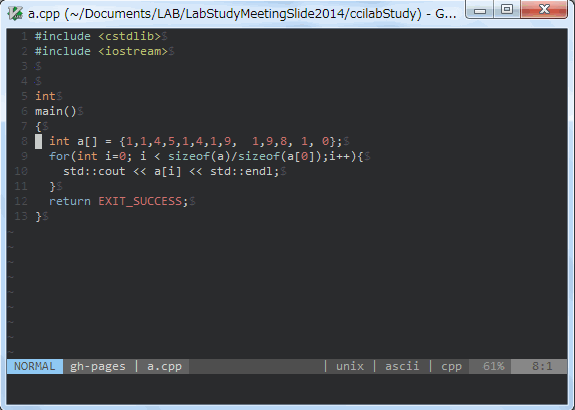 a.cpp (~/Documents/LAB/LabStudyMeetingSlide2014/ccilabStudy) - G...
1 #include <cstdlib>$
2 #include <iostream>$
3 $
4 $
5 int$
6 main()$
7 {$
8   int a[] = {1,1,4,5,1,4,1,9,  1,9,8, 1, 0};$
9   for(int i=0; i < sizeof(a)/sizeof(a[0]);i++){$
10     std::cout << a[i] << std::endl;$
11   }$
12   return EXIT_SUCCESS;$
13 }$
~
~
~
~
~
~
~
~
NORMAL gh-pages | a.cpp | unix | ascii | cpp 61% 8:1